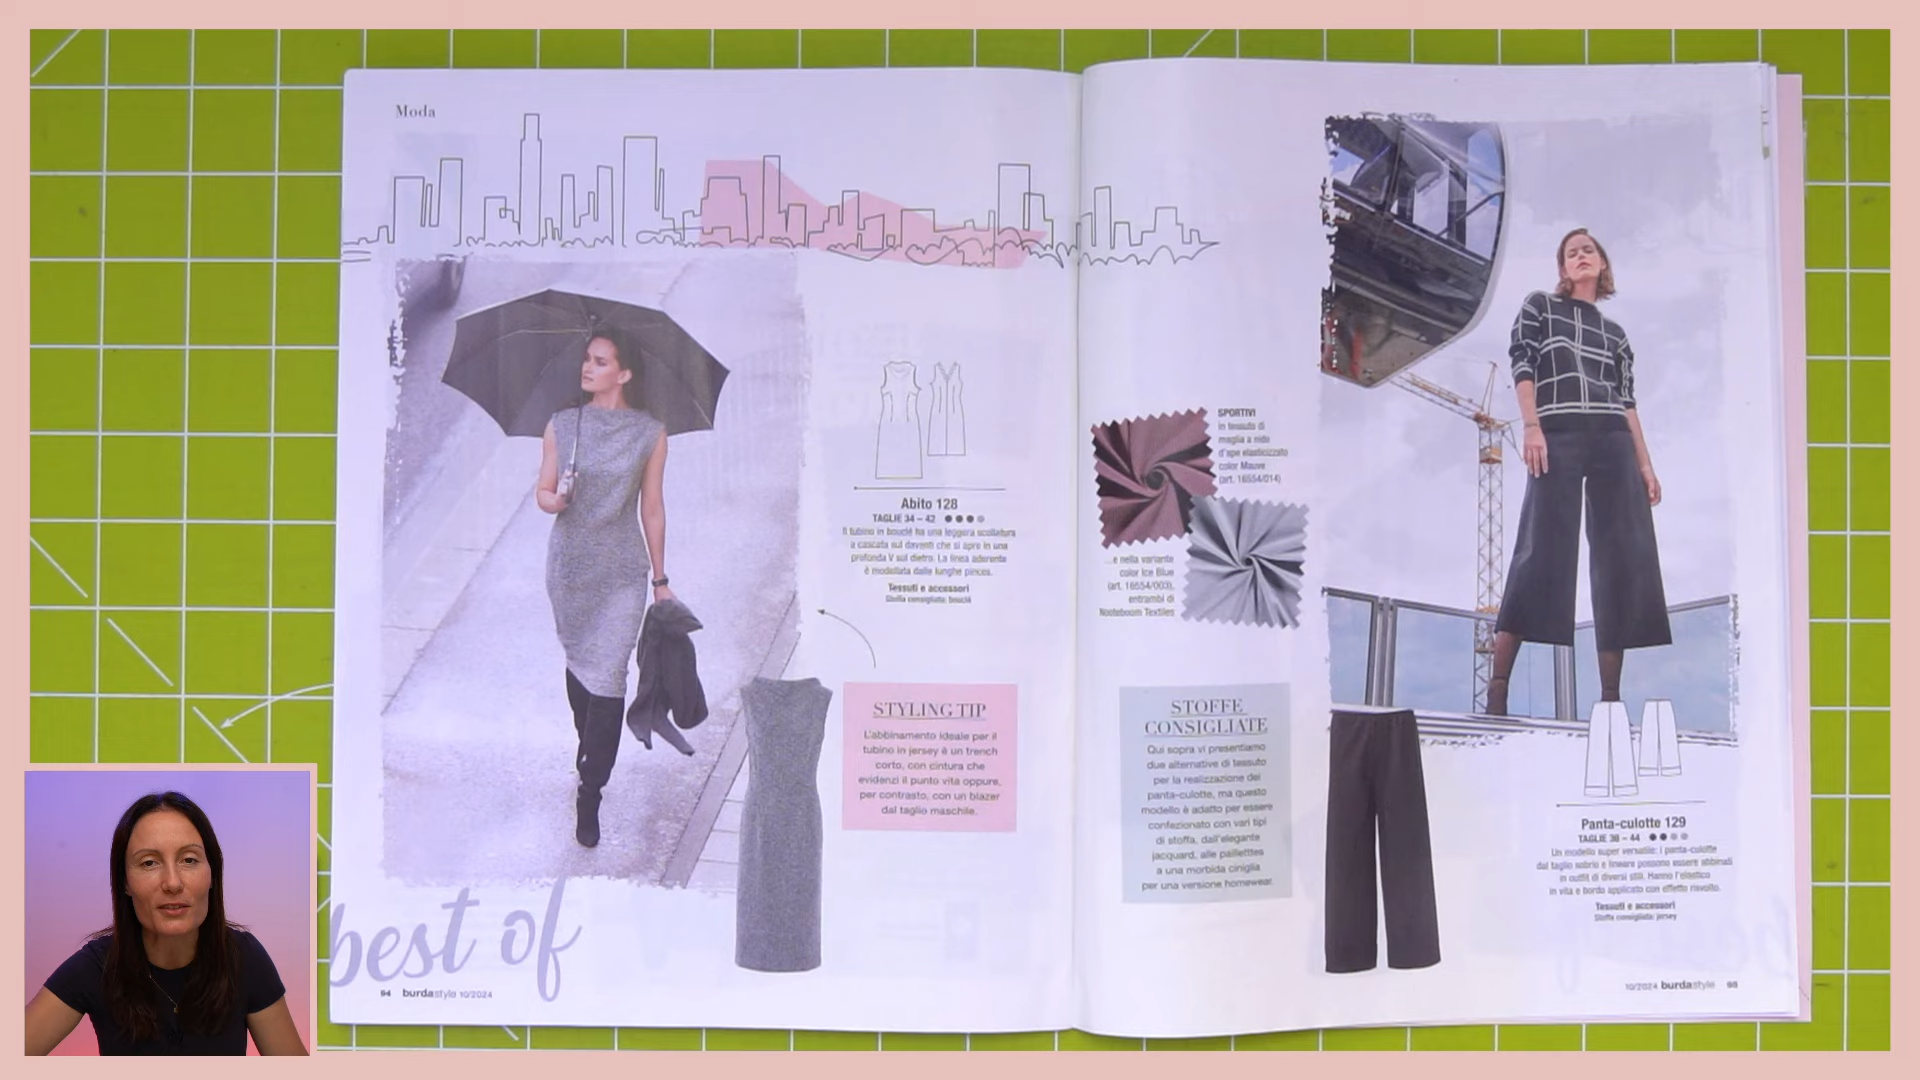 Moda
Abito 128
TAGLIE 34 – 42
Il tubino in bouclé ha una leggera scollatura
a cascata sul davanti che si apre in una
profonda V sul dietro. La linea aderente
è modellata dalle lunghe pinces.
Tessuti e accessori
Stoffa consigliata: bouclé
STYLING TIP
L'abbinamento ideale per il
tubino in jersey è un trench
corto, con cintura che
evidenzi il punto vita oppure,
per contrasto, con un blazer
dal taglio maschile.
best of
94 burdastyle 10/2024
SPORTIVI
in tessuto di
maglia a nido
d'ape elasticizzato
color Mauve
(art. 16554/014)
...e nella variante
color Ice Blue
(art. 16554/003),
entrambi di
Nooteboom Textiles
STOFFE
CONSIGLIATE
Qui sopra vi presentiamo
due alternative di tessuto
per la realizzazione dei
panta-culotte, ma questo
modello è adatto per essere
confezionato con vari tipi
di stoffa, dall'elegante
jacquard, alle paillettes
a una morbida ciniglia
per una versione homewear.
Panta-culotte 129
TAGLIE 36 – 44
Un modello super versatile: i panta-culotte
dal taglio sobrio e lineare possono essere abbinati
in outfit di diversi stili. Hanno l'elastico
in vita e bordo applicato con effetto risvolto.
Tessuti e accessori
Stoffa consigliata: jersey
10/2024 burdastyle